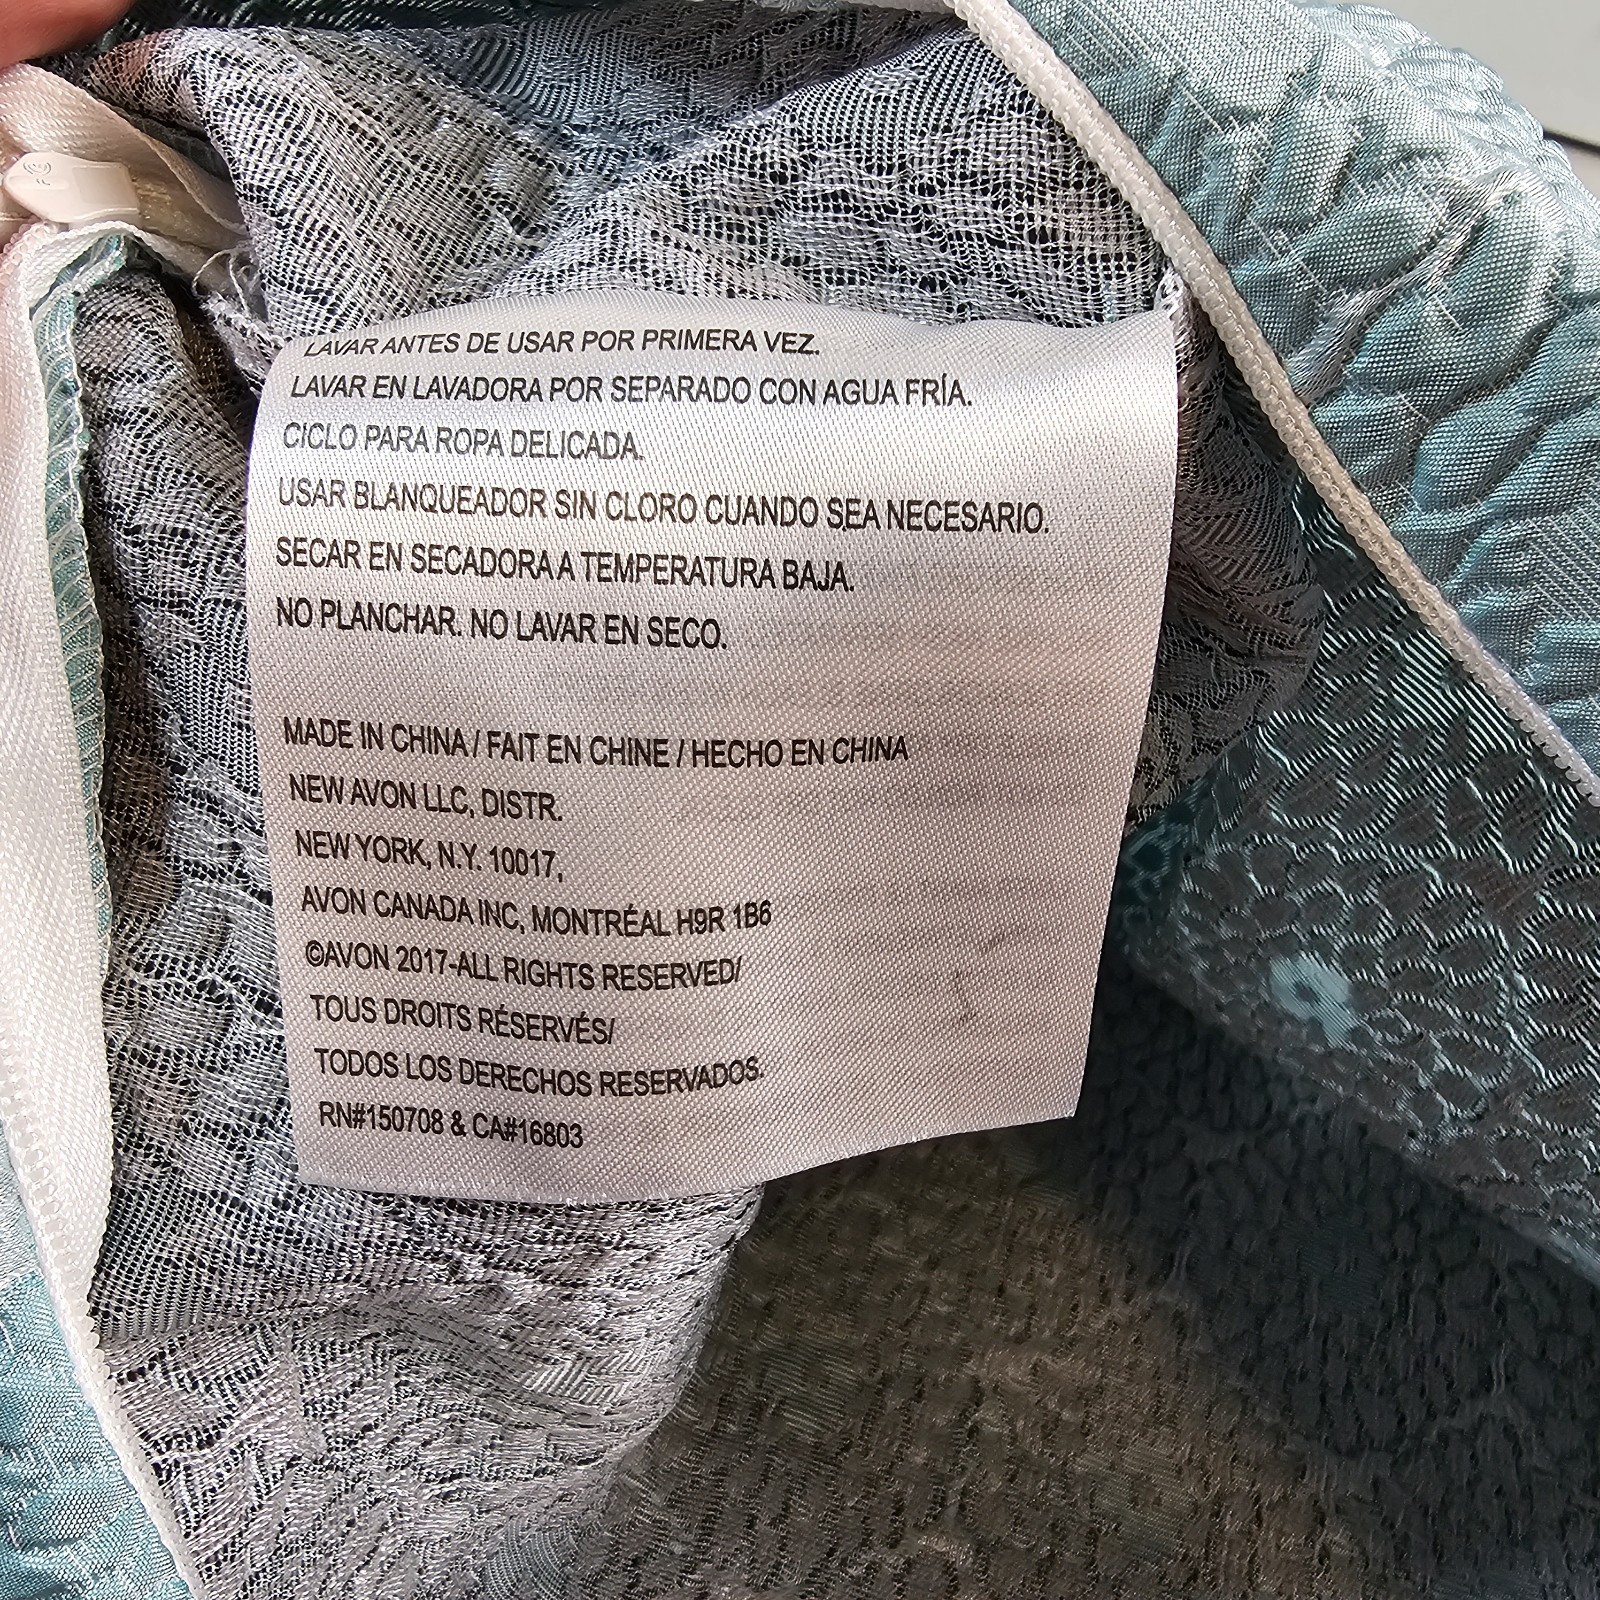 LAVAR ANTES DE USAR POR PRIMERA VEZ.
LAVAR EN LAVADORA POR SEPARADO CON AGUA FRÍA.
CICLO PARA ROPA DELICADA.
USAR BLANQUEADOR SIN CLORO CUANDO SEA NECESARIO.
SECAR EN SECADORA A TEMPERATURA BAJA.
NO PLANCHAR. NO LAVAR EN SECO.
MADE IN CHINA / FAIT EN CHINE / HECHO EN CHINA
NEW AVON LLC, DISTR.
NEW YORK, N.Y. 10017,
AVON CANADA INC, MONTRÉAL H9R 1B6
©AVON 2017-ALL RIGHTS RESERVED/
TOUS DROITS RÉSERVÉS/
TODOS LOS DERECHOS RESERVADOS.
RN#150708 & CA#16803